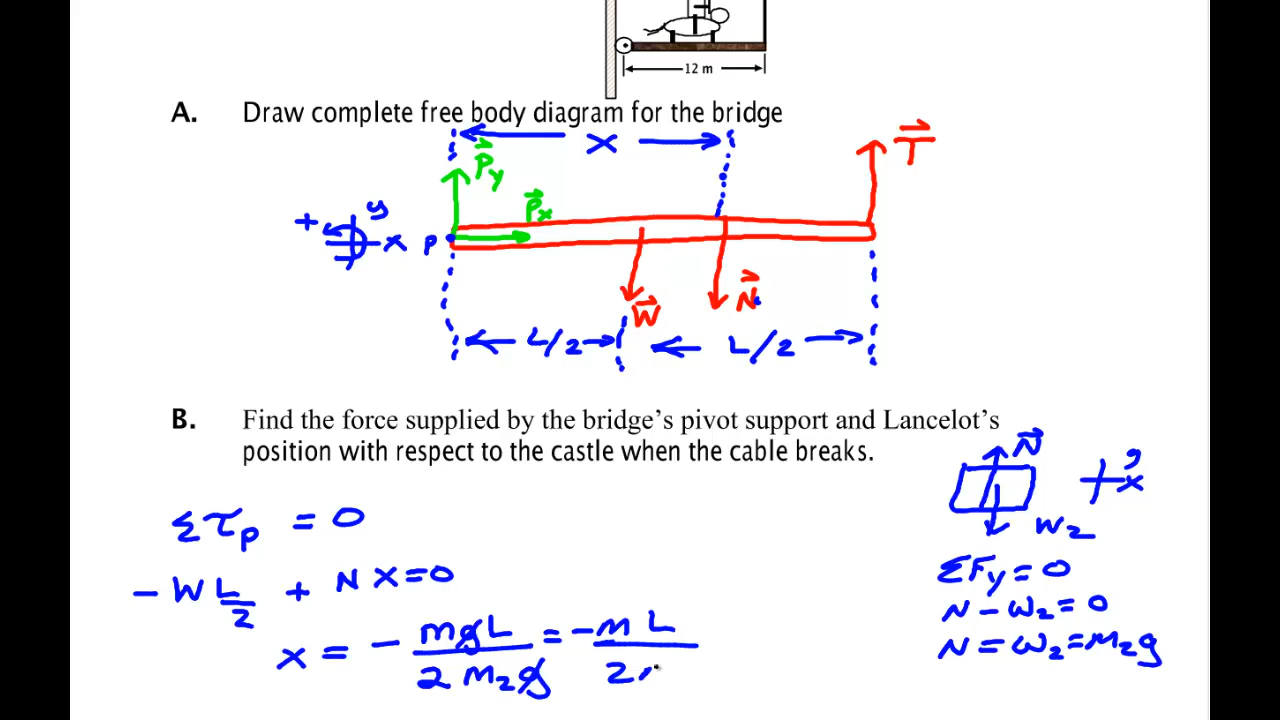 12 m
A. Draw complete free body diagram for the bridge
x
P⃗y
P⃗x
T⃗
+ y
x P
W⃗
N⃗
L/2 L/2
B. Find the force supplied by the bridge's pivot support and Lancelot's
position with respect to the castle when the cable breaks.
N⃗
y
x
W2
Στp = 0
- W L/2 + N x = 0
x = - mgL / 2 m2g = - m L / 2
ΣFy = 0
N - W2 = 0
N = W2 = m2g